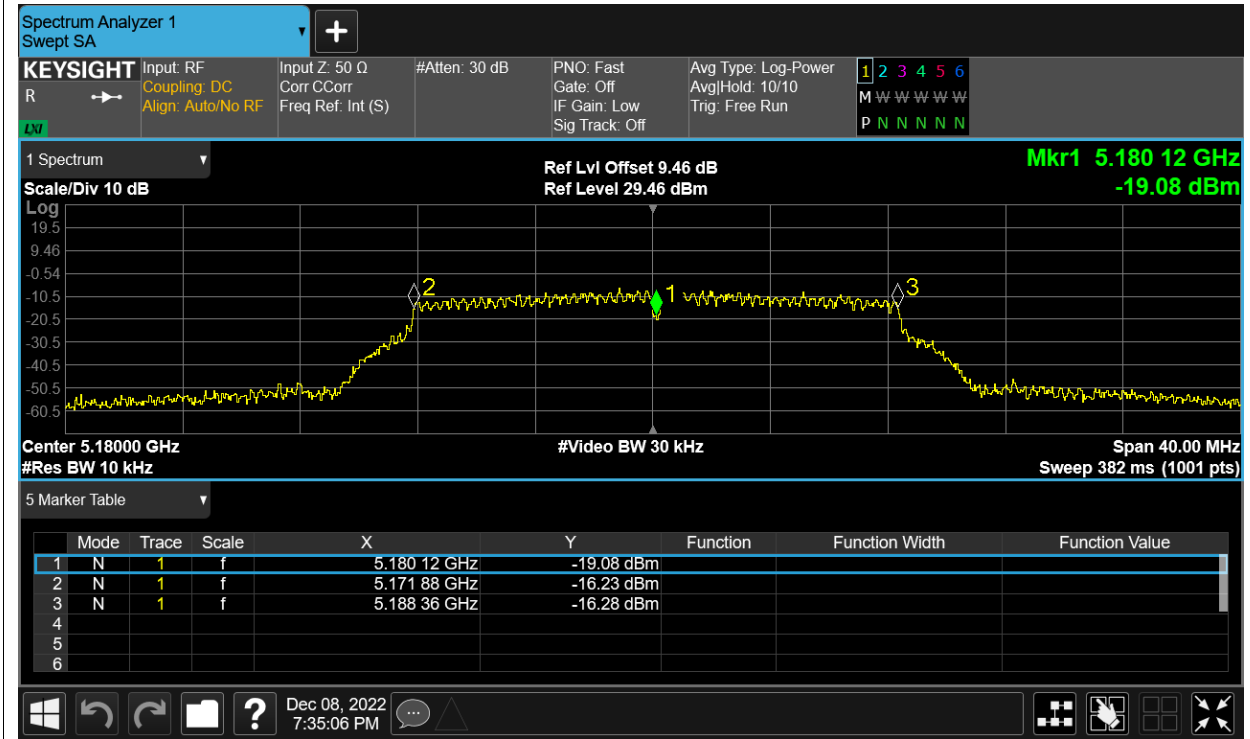 Spectrum Analyzer 1
Swept SA
KEYSIGHT
R
LXI
Input: RF
Coupling: DC
Align: Auto/No RF
Input Z: 50 Ω
Corr CCorr
Freq Ref: Int (S)
#Atten: 30 dB
PNO: Fast
Gate: Off
IF Gain: Low
Sig Track: Off
Avg Type: Log-Power
Avg|Hold: 10/10
Trig: Free Run
1 2 3 4 5 6
M W W W W W
P N N N N N
1 Spectrum
Scale/Div 10 dB
Ref Lvl Offset 9.46 dB
Ref Level 29.46 dBm
Mkr1 5.180 12 GHz
-19.08 dBm
Log
19.5
9.46
-0.54
-10.5
-20.5
-30.5
-40.5
-50.5
-60.5
2
1
3
Center 5.18000 GHz
#Video BW 30 kHz
Span 40.00 MHz
#Res BW 10 kHz
Sweep 382 ms (1001 pts)
5 Marker Table
Mode Trace Scale X Y Function Function Width Function Value
1 N 1 f 5.180 12 GHz -19.08 dBm
2 N 1 f 5.171 88 GHz -16.23 dBm
3 N 1 f 5.188 36 GHz -16.28 dBm
4
5
6
?
Dec 08, 2022
7:35:06 PM